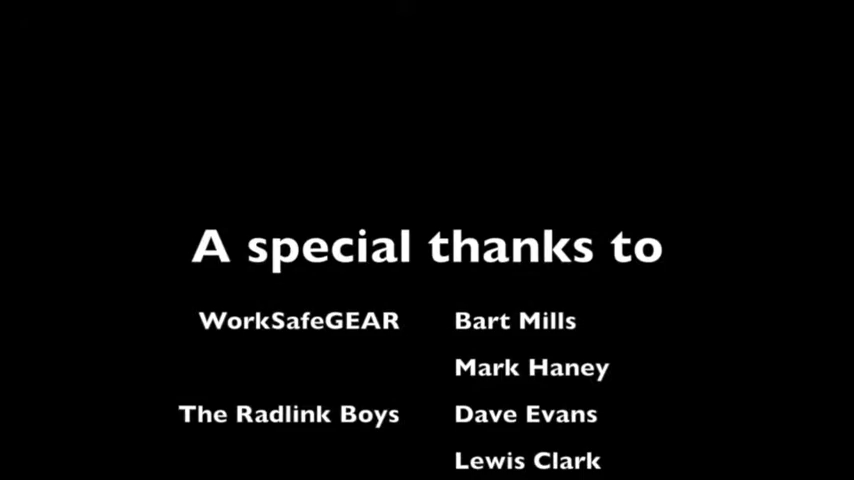 A special thanks to
WorkSafeGEAR Bart Mills
Mark Haney
The Radlink Boys Dave Evans
Lewis Clark